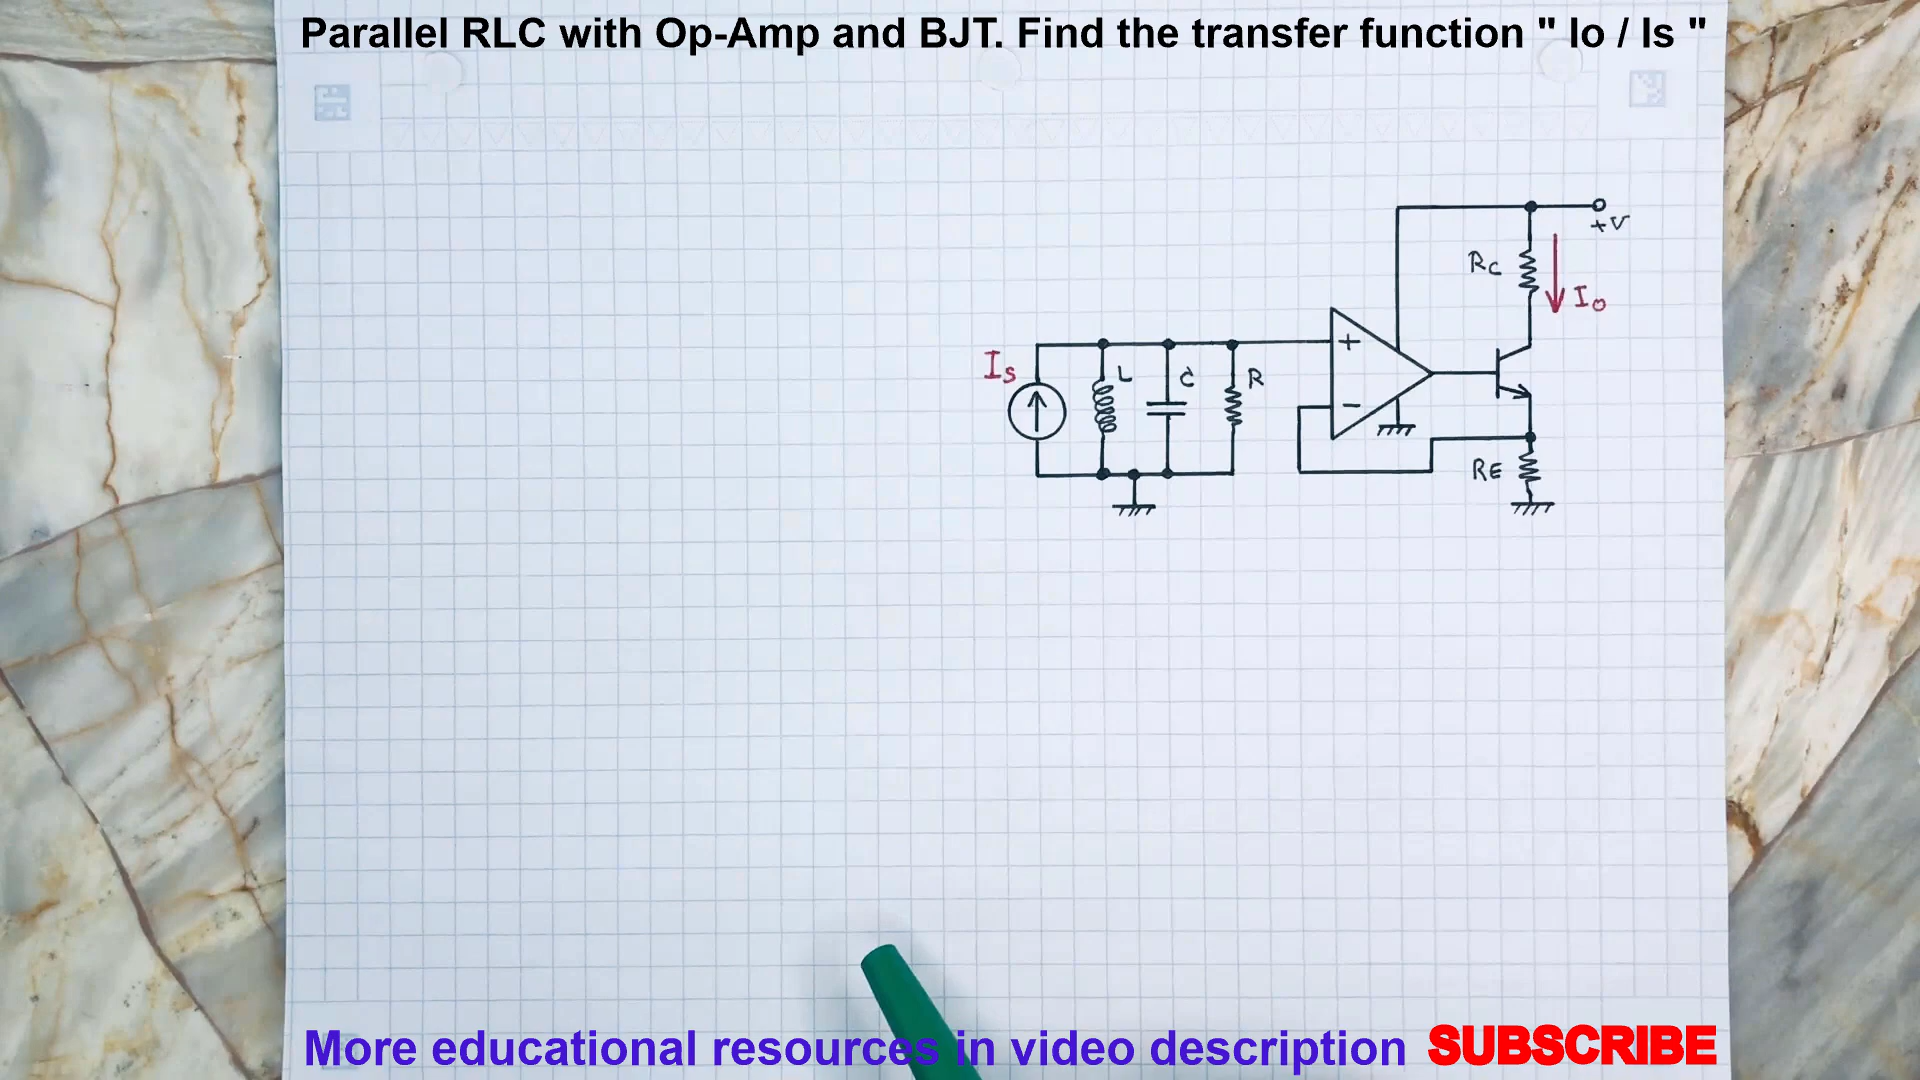 Parallel RLC with Op-Amp and BJT. Find the transfer function " Io / Is "
+V
Rc
Io
Is
L
C
R
+
-
RE
More educational resources in video description SUBSCRIBE